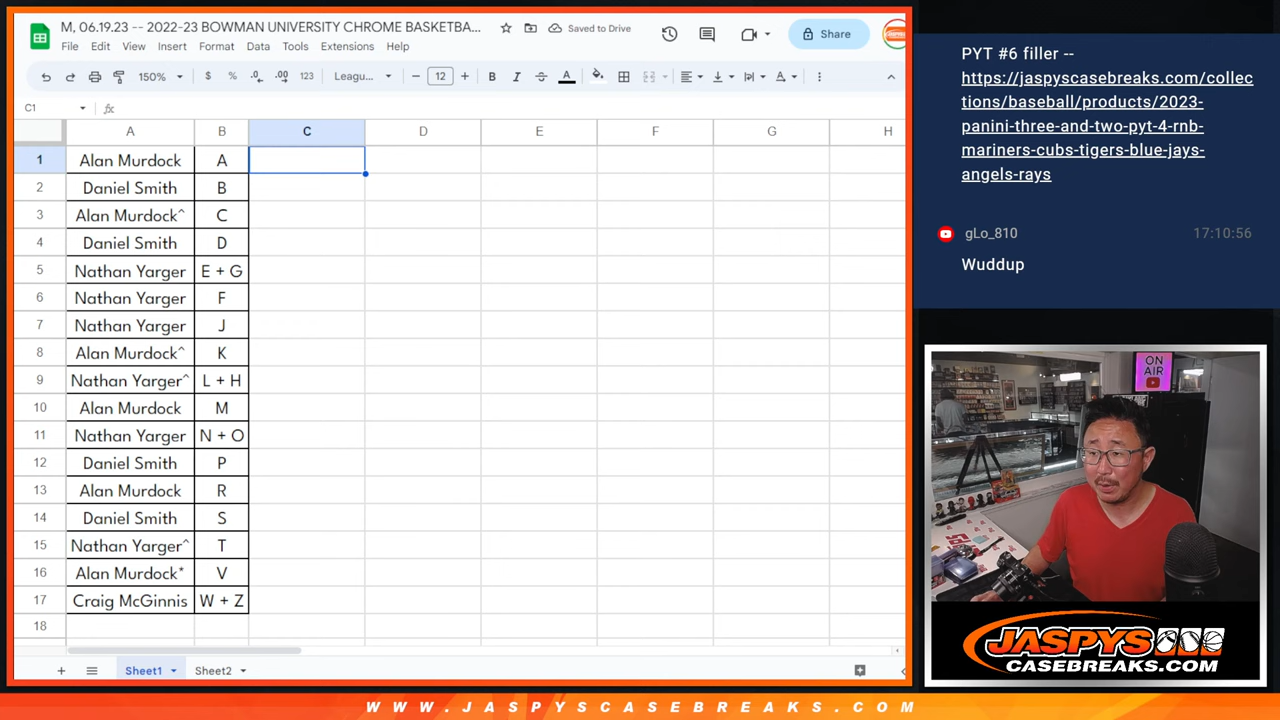 M, 06.19.23 -- 2022-23 BOWMAN UNIVERSITY CHROME BASKETBA...
Saved to Drive
Share
File Edit View Insert Format Data Tools Extensions Help
150% $ % .0 .00 123 Leagu... − 12 + B I A
C1 fx
A B C D E F G H
1 Alan Murdock A
2 Daniel Smith B
3 Alan Murdock^ C
4 Daniel Smith D
5 Nathan Yarger E + G
6 Nathan Yarger F
7 Nathan Yarger J
8 Alan Murdock^ K
9 Nathan Yarger^ L + H
10 Alan Murdock M
11 Nathan Yarger N + O
12 Daniel Smith P
13 Alan Murdock R
14 Daniel Smith S
15 Nathan Yarger^ T
16 Alan Murdock* V
17 Craig McGinnis W + Z
18
+ Sheet1 Sheet2
PYT #6 filler --
https://jaspyscasebreaks.com/collec
tions/baseball/products/2023-
panini-three-and-two-pyt-4-rnb-
mariners-cubs-tigers-blue-jays-
angels-rays
gLo_810 17:10:56
Wuddup
ON
AIR
JASPYS
CASEBREAKS.COM
WWW.JASPYSCASEBREAKS.COM